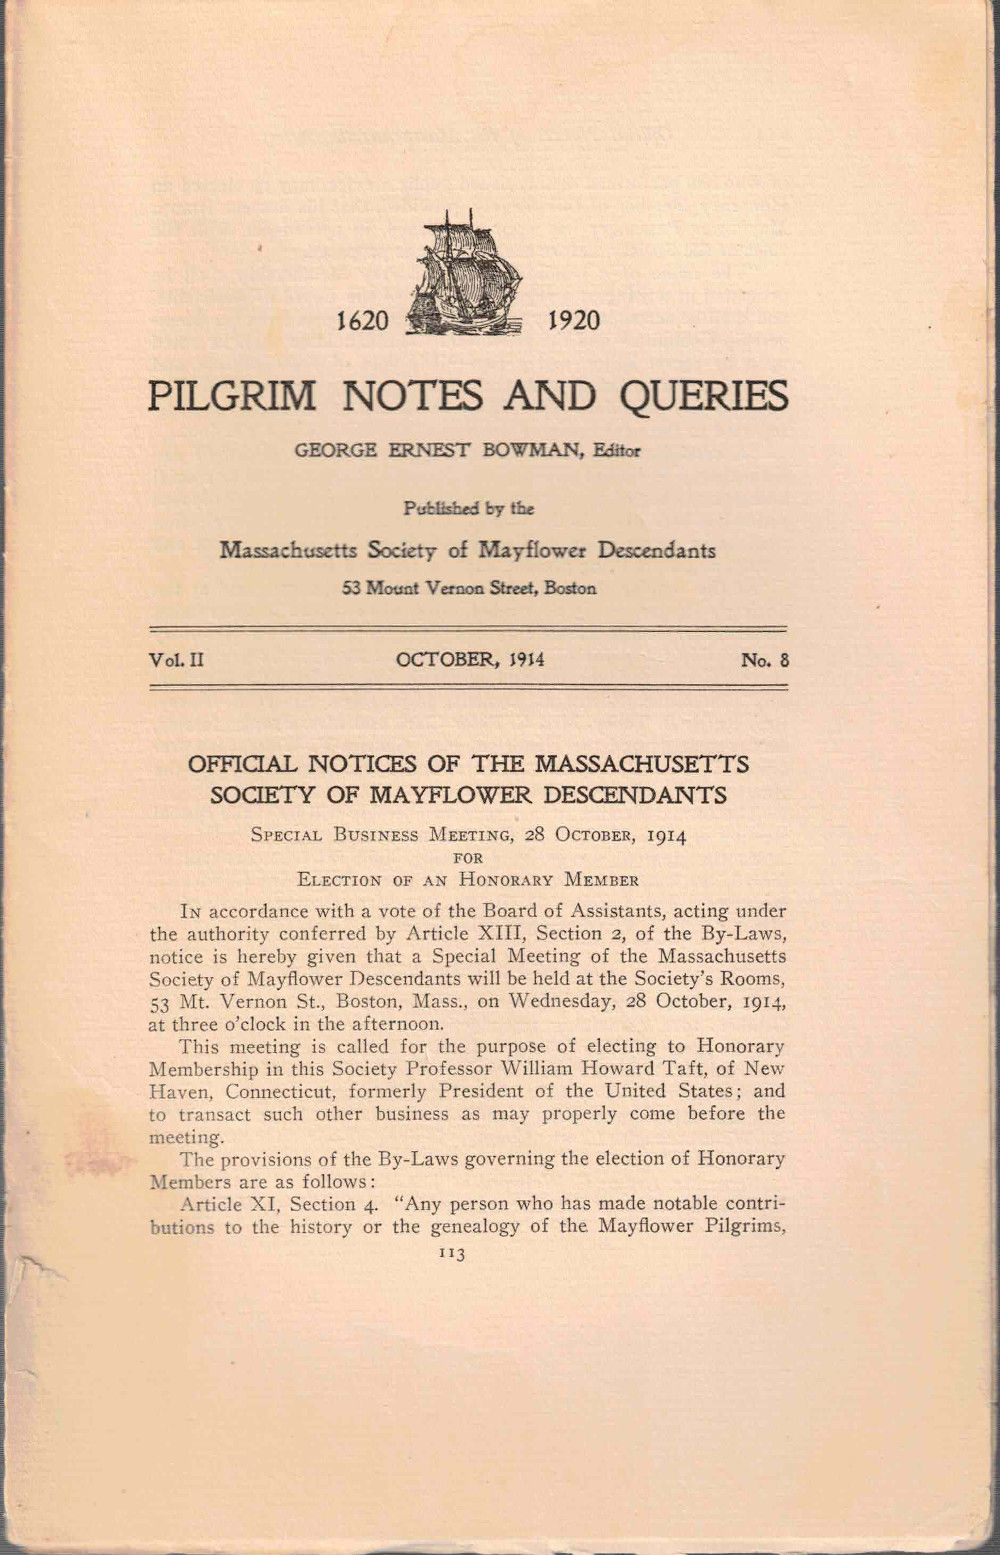 1620 1920
PILGRIM NOTES AND QUERIES
GEORGE ERNEST BOWMAN, Editor
Published by the
Massachusetts Society of Mayflower Descendants
53 Mount Vernon Street, Boston
Vol. II OCTOBER, 1914 No. 8
OFFICIAL NOTICES OF THE MASSACHUSETTS
SOCIETY OF MAYFLOWER DESCENDANTS
SPECIAL BUSINESS MEETING, 28 OCTOBER, 1914
FOR
ELECTION OF AN HONORARY MEMBER
IN accordance with a vote of the Board of Assistants, acting under
the authority conferred by Article XIII, Section 2, of the By-Laws,
notice is hereby given that a Special Meeting of the Massachusetts
Society of Mayflower Descendants will be held at the Society's Rooms,
53 Mt. Vernon St., Boston, Mass., on Wednesday, 28 October, 1914,
at three o'clock in the afternoon.
This meeting is called for the purpose of electing to Honorary
Membership in this Society Professor William Howard Taft, of New
Haven, Connecticut, formerly President of the United States; and
to transact such other business as may properly come before the
meeting.
The provisions of the By-Laws governing the election of Honorary
Members are as follows:
Article XI, Section 4. "Any person who has made notable contri-
butions to the history or the genealogy of the Mayflower Pilgrims,
113